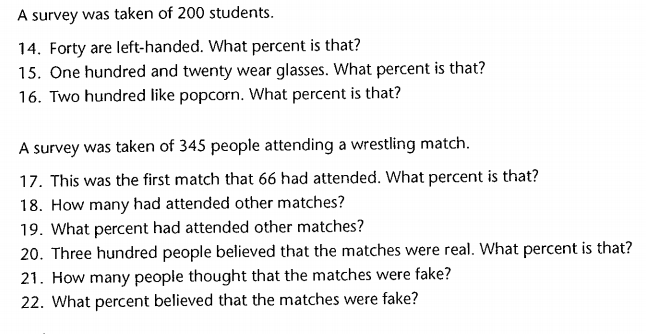 A survey was taken of 200 students.
14. Forty are left-handed. What percent is that?
15. One hundred and twenty wear glasses. What percent is that?
16. Two hundred like popcorn. What percent is that?
A survey was taken of 345 people attending a wrestling match.
17. This was the first match that 66 had attended. What percent is that?
18. How many had attended other matches?
19. What percent had attended other matches?
20. Three hundred people believed that the matches were real. What percent is that?
21. How many people thought that the matches were fake?
22. What percent believed that the matches were fake?